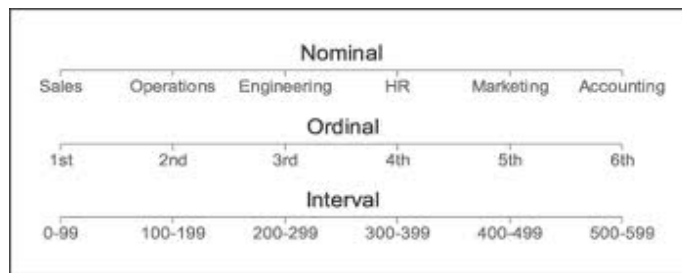 Nominal
Sales Operations Engineering HR Marketing Accounting
Ordinal
1st 2nd 3rd 4th 5th 6th
Interval
0-99 100-199 200-299 300-399 400-499 500-599